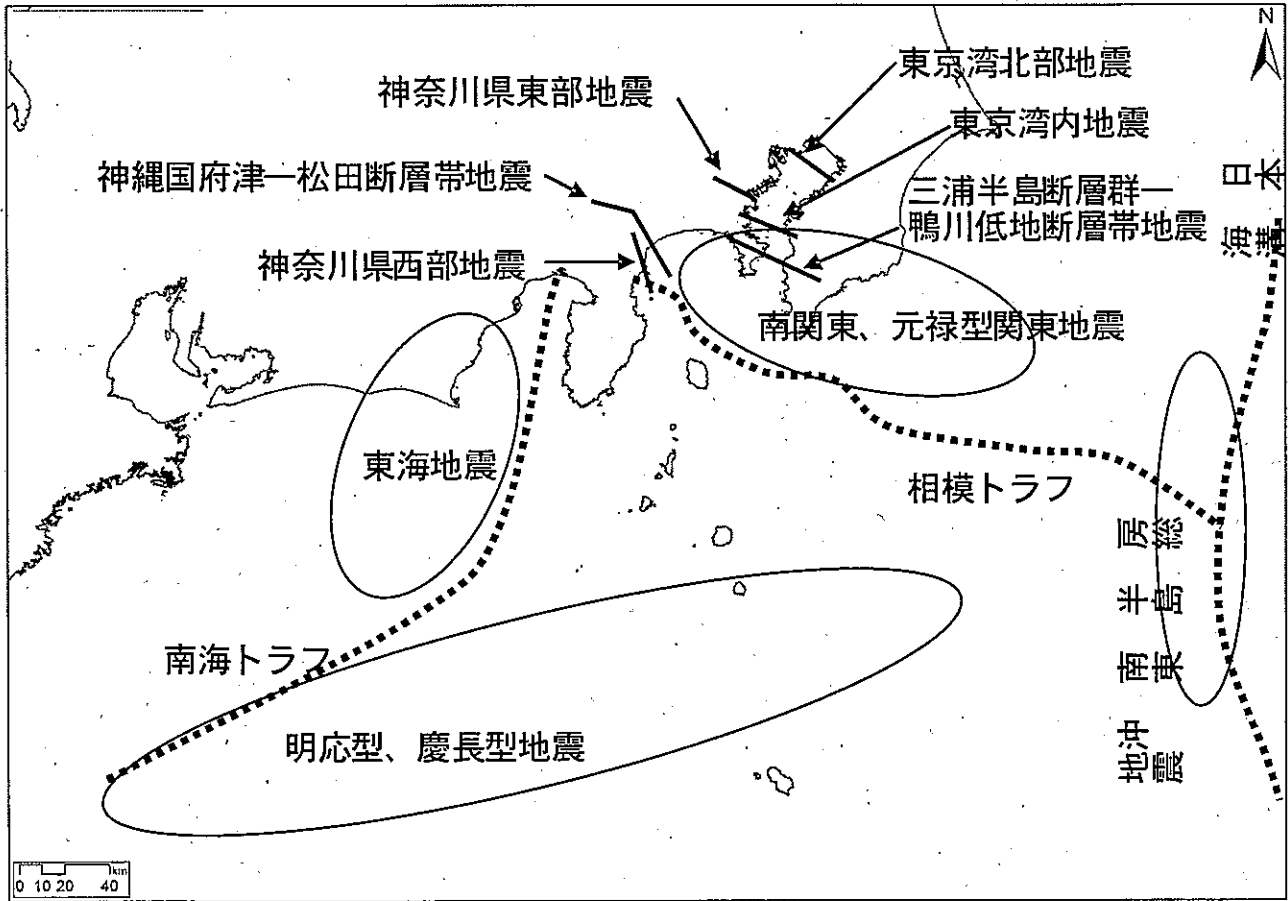 N
東京湾北部地震
神奈川県東部地震
東京湾内地震
神縄国府津ー松田断層帯地震
三浦半島断層群ー
鴨川低地断層帯地震
日本
海溝
神奈川県西部地震
南関東、元禄型関東地震
東海地震
相模トラフ
房総
半島
南東
沖
地震
南海トラフ
明応型、慶長型地震
km
0 10 20 40